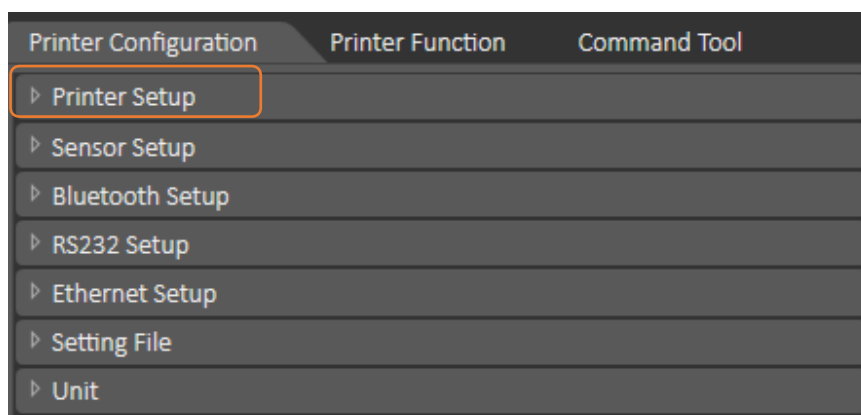 Printer Configuration Printer Function Command Tool
Printer Setup
Sensor Setup
Bluetooth Setup
RS232 Setup
Ethernet Setup
Setting File
Unit